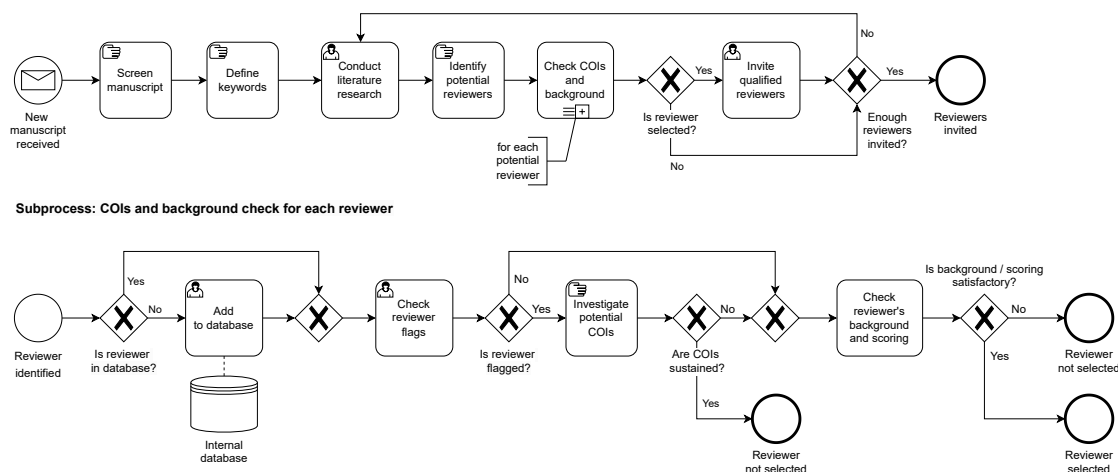 No
Screen
manuscript
Define
keywords
Conduct
literature
research
Identify
potential
reviewers
Check COIs
and
background
Yes
Invite
qualified
reviewers
Yes
New
manuscript
received
Is reviewer
selected?
Enough
reviewers
invited?
Reviewers
invited
for each
potential
reviewer
No
Subprocess: COIs and background check for each reviewer
Yes
No
Is background / scoring
satisfactory?
No
Add
to database
Check
reviewer
flags
Yes
Investigate
potential
COIs
No
Check
reviewer's
background
and scoring
No
Reviewer
identified
Is reviewer
in database?
Is reviewer
flagged?
Are COIs
sustained?
Reviewer
not selected
Yes
Yes
Internal
database
Reviewer
not selected
Reviewer
selected